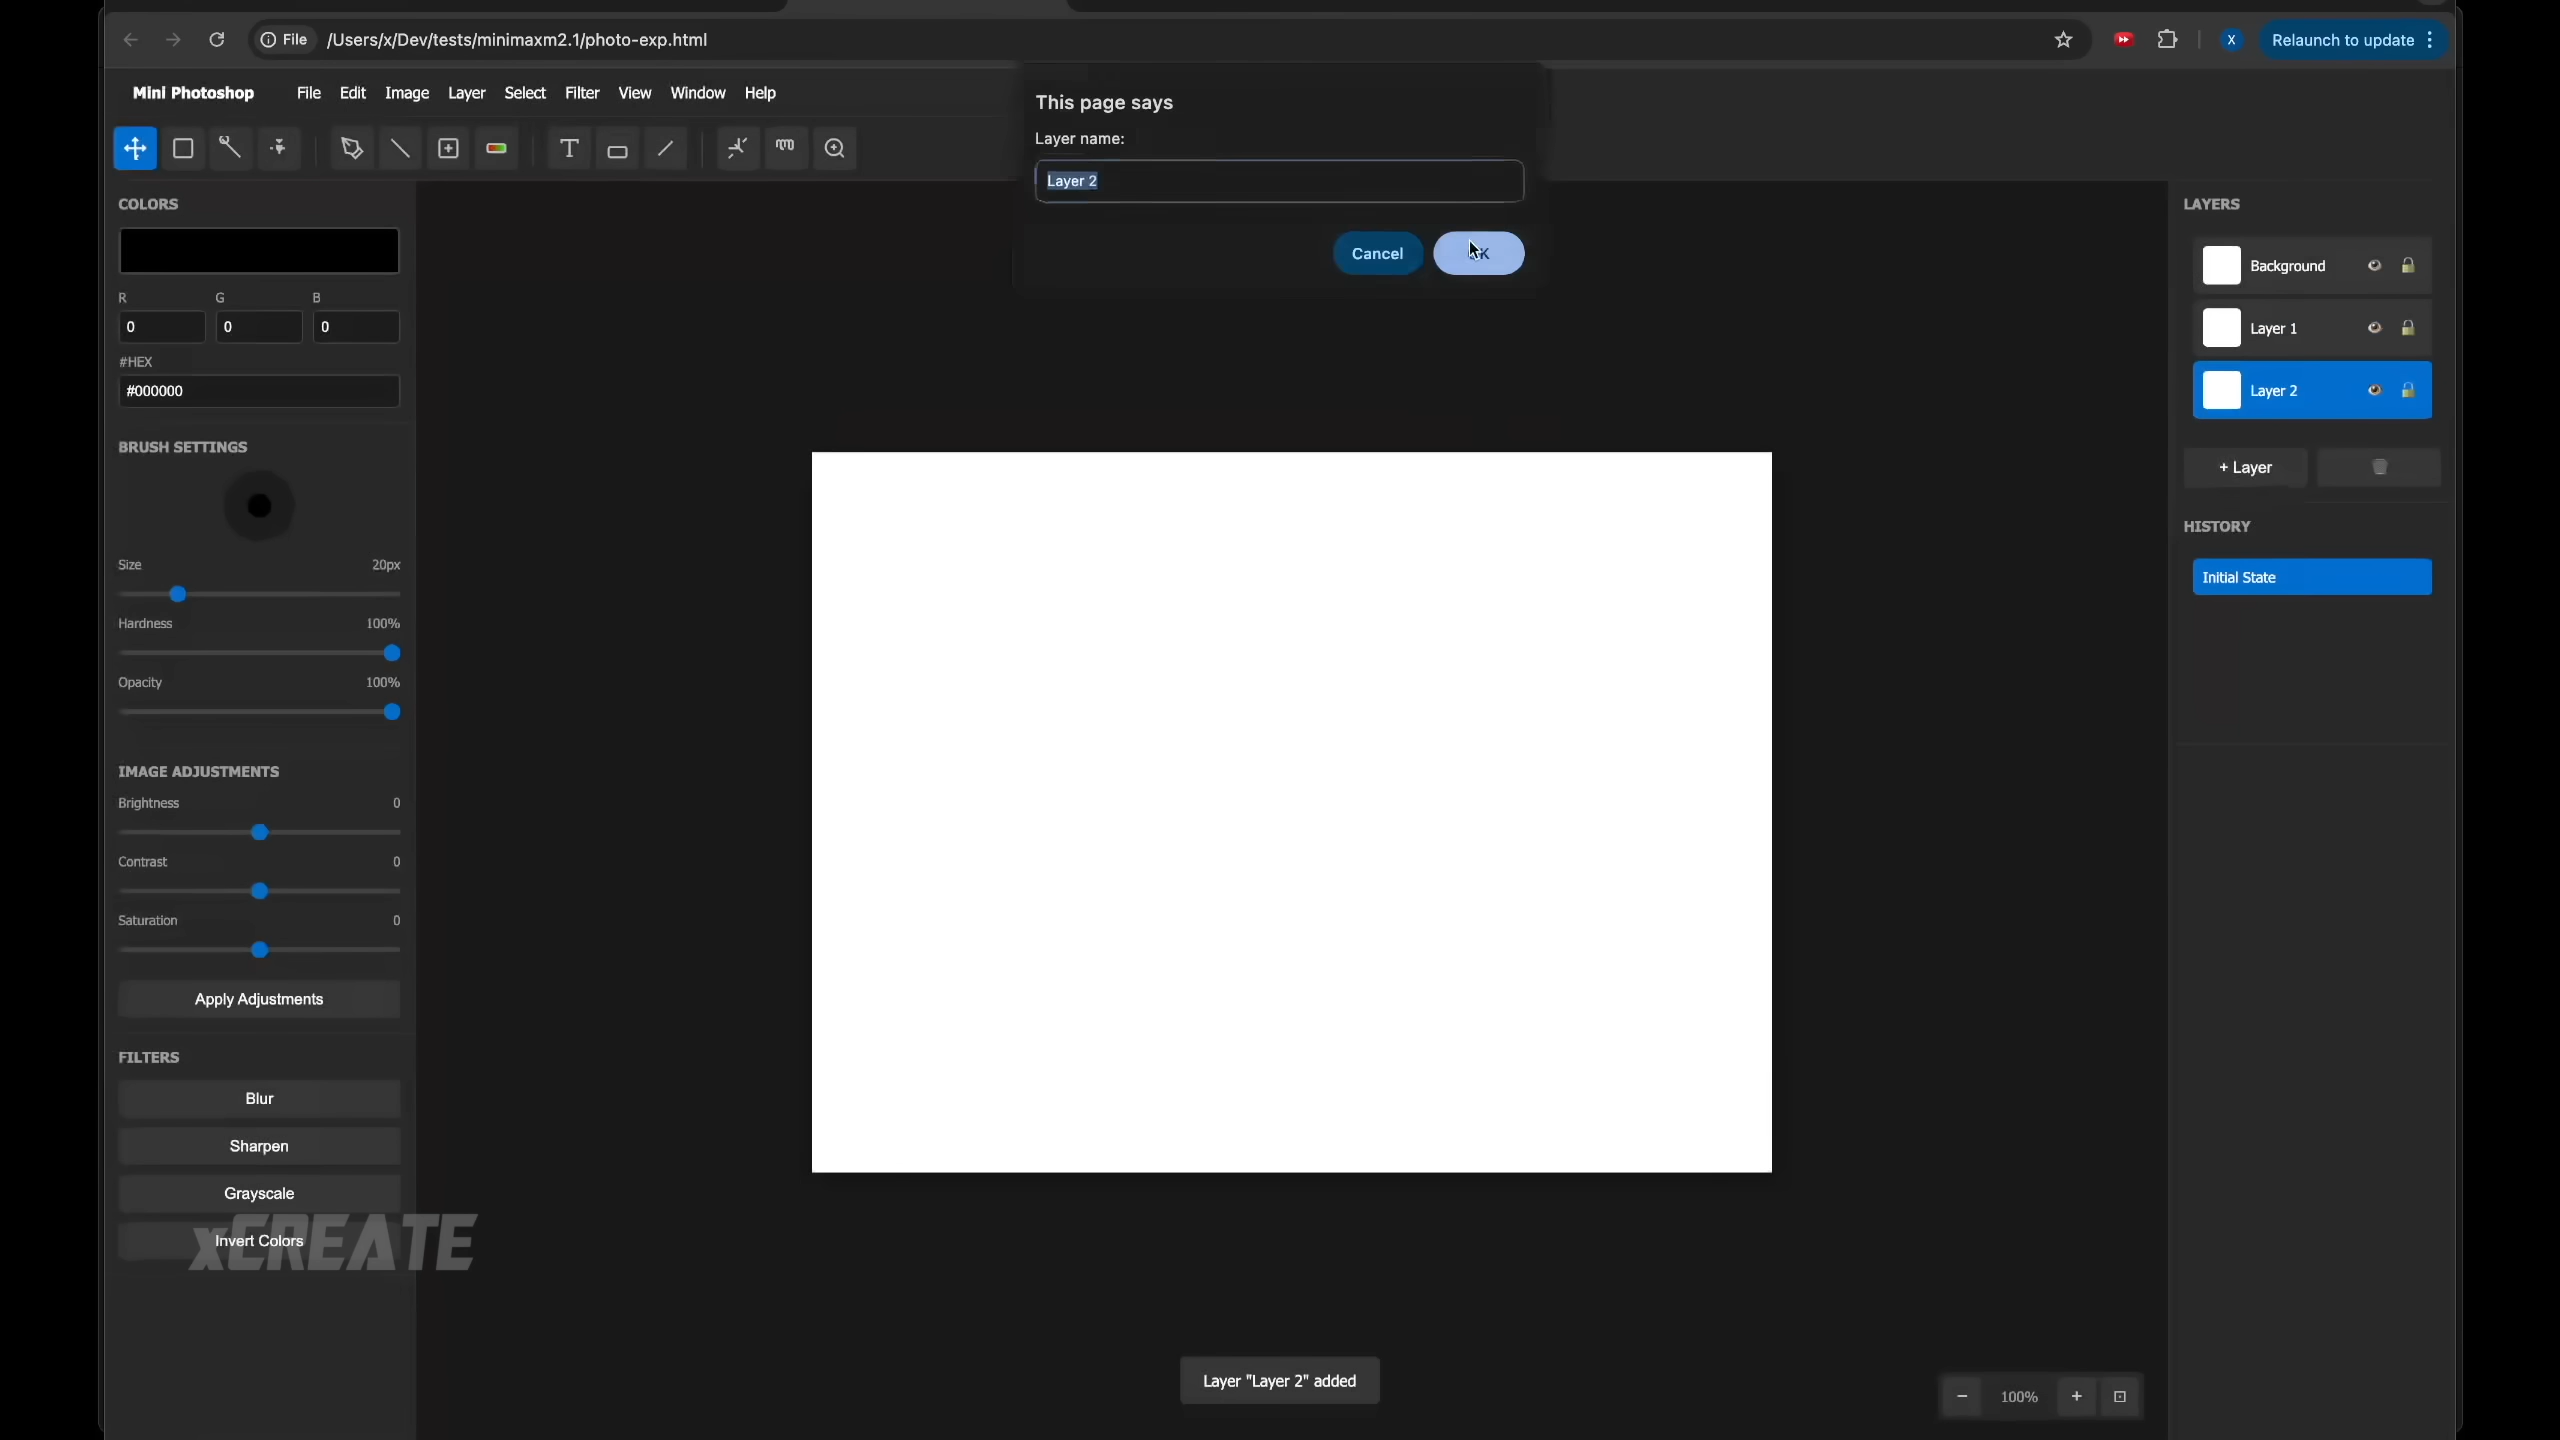 File /Users/x/Dev/tests/minimaxm2.1/photo-exp.html
X
Relaunch to update
Mini Photoshop File Edit Image Layer Select Filter View Window Help
This page says
Layer name:
Layer 2
Cancel
T
COLORS
R G B
0 0 0
#HEX
#000000
BRUSH SETTINGS
Size 20px
Hardness 100%
Opacity 100%
IMAGE ADJUSTMENTS
Brightness 0
Contrast 0
Saturation 0
Apply Adjustments
FILTERS
Blur
Sharpen
Grayscale
Invert Colors
xCREATE
LAYERS
Background
Layer 1
Layer 2
+ Layer
HISTORY
Initial State
Layer "Layer 2" added
− 100% +